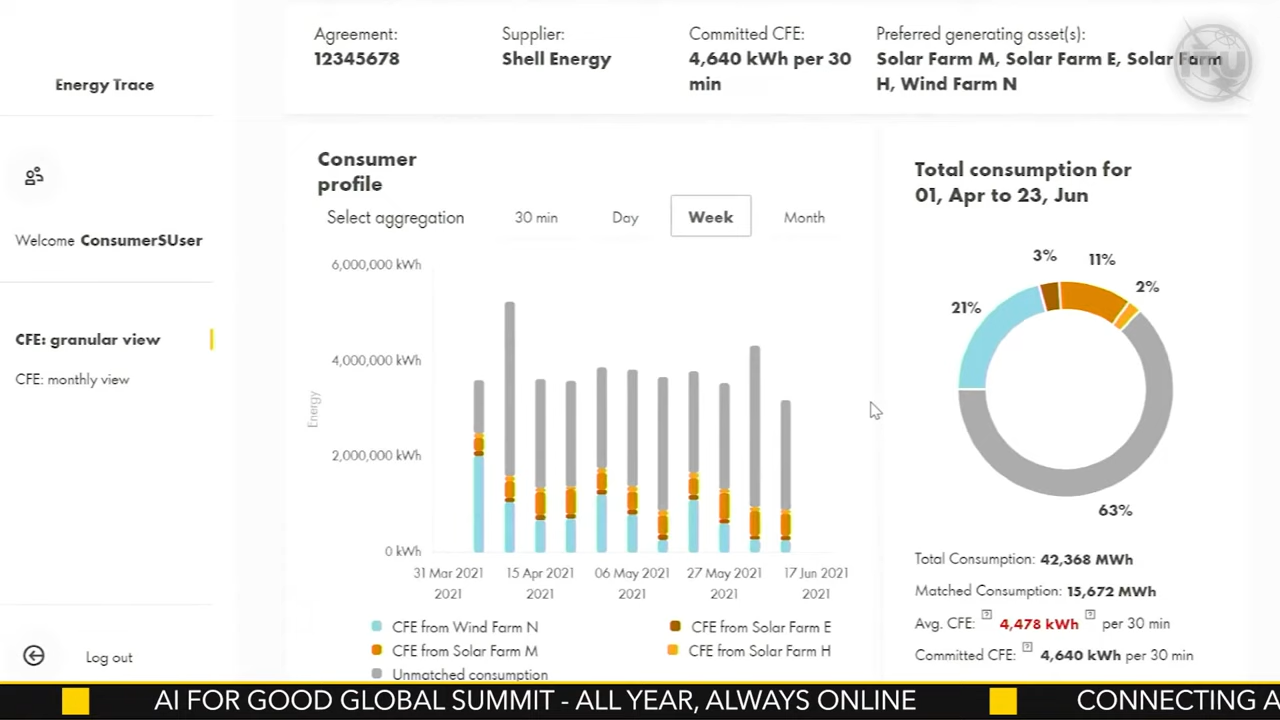 Agreement:
12345678
Supplier:
Shell Energy
Committed CFE:
4,640 kWh per 30
min
Preferred generating asset(s):
Solar Farm M, Solar Farm E, Solar Farm
H, Wind Farm N
ITU
Energy Trace
Welcome ConsumerSUser
CFE: granular view
CFE: monthly view
Log out
Consumer
profile
Select aggregation
30 min
Day
Week
Month
6,000,000 kWh
4,000,000 kWh
2,000,000 kWh
0 kWh
Energy
31 Mar 2021 15 Apr 2021 06 May 2021 27 May 2021 17 Jun 2021
2021 2021 2021 2021 2021
CFE from Wind Farm N
CFE from Solar Farm E
CFE from Solar Farm M
CFE from Solar Farm H
Unmatched consumption
Total consumption for
01, Apr to 23, Jun
3%
11%
2%
21%
63%
Total Consumption: 42,368 MWh
Matched Consumption: 15,672 MWh
Avg. CFE: ? 4,478 kWh ? per 30 min
Committed CFE: ? 4,640 kWh per 30 min
AI FOR GOOD GLOBAL SUMMIT - ALL YEAR, ALWAYS ONLINE
CONNECTING A